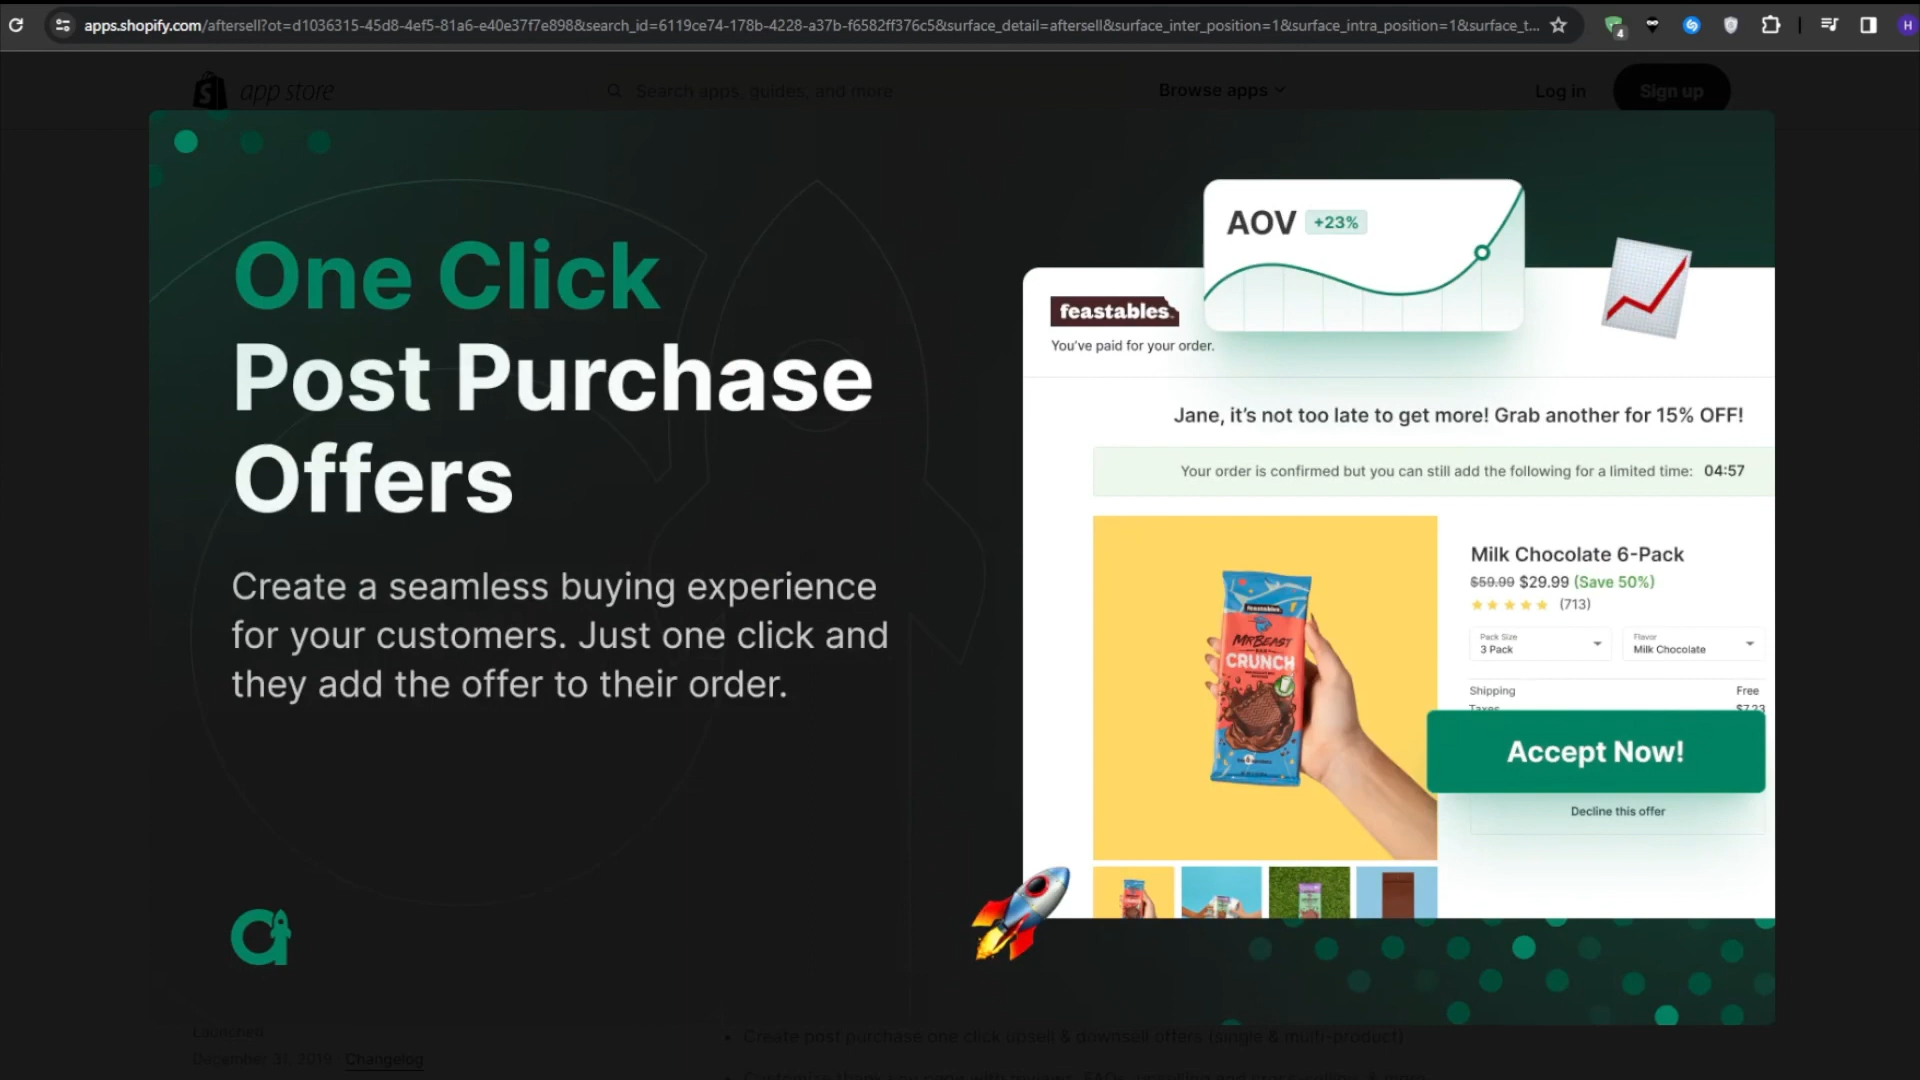 apps.shopify.com/aftersell?ot=d1036315-45d8-4ef5-81a6-e40e37f7e898&search_id=6119ce74-178b-4228-a37b-f6582ff376c5&surface_detail=aftersell&surface_inter_position=1&surface_intra_position=1&surface_t...
4
H
app store
Search apps, guides, and more
Browse apps
Log in
Sign up
One Click
Post Purchase
Offers
Create a seamless buying experience
for your customers. Just one click and
they add the offer to their order.
AOV +23%
feastables
You've paid for your order.
Jane, it's not too late to get more! Grab another for 15% OFF!
Your order is confirmed but you can still add the following for a limited time: 04:57
feastables
MRBEAST
BAR
CRUNCH
Milk Chocolate 6-Pack
$59.99 $29.99 (Save 50%)
(713)
Pack Size
3 Pack
Flavor
Milk Chocolate
Shipping Free
Taxes $7.23
Accept Now!
Decline this offer
Launched
December 31, 2019 Changelog
Create post purchase one click upsell & downsell offers (single & multi-product)